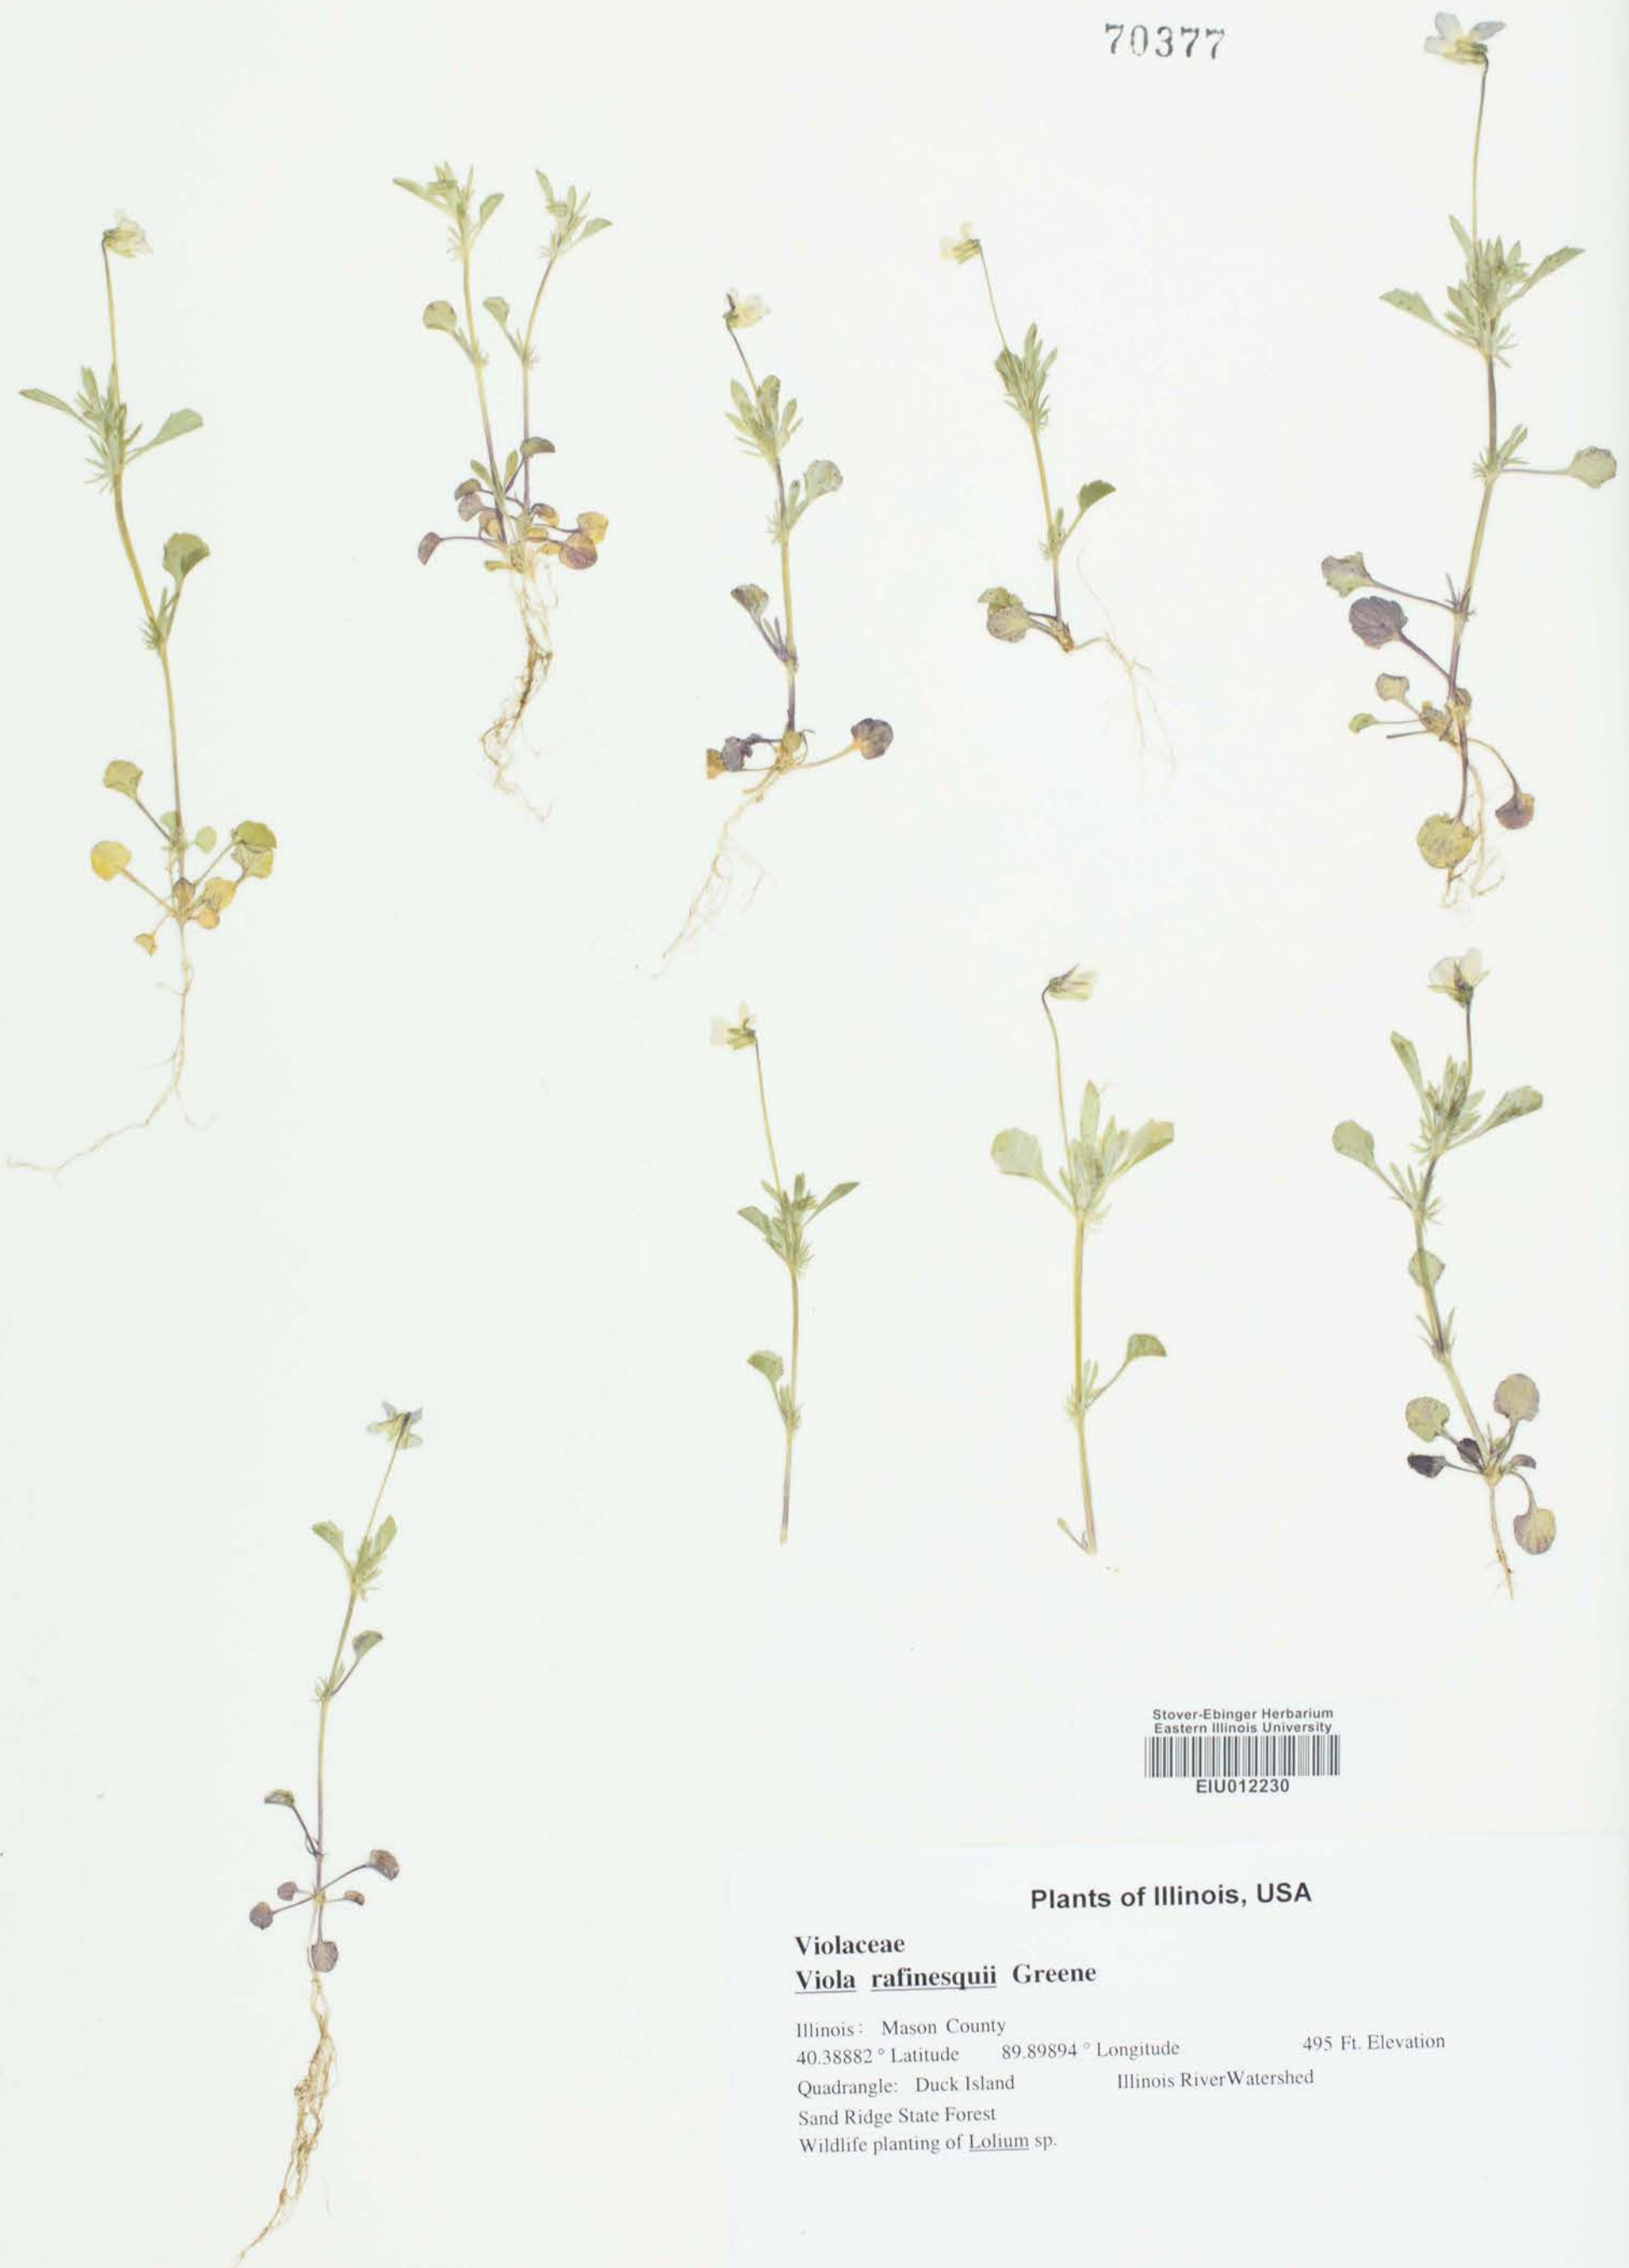 70377
Stover-Ebinger Herbarium
Eastern Illinois University
EIU012230
Plants of Illinois, USA
Violaceae
Viola rafinesquii Greene
Illinois: Mason County
40.38882 ° Latitude 89.89894 ° Longitude 495 Ft. Elevation
Quadrangle: Duck Island Illinois RiverWatershed
Sand Ridge State Forest
Wildlife planting of Lolium sp.